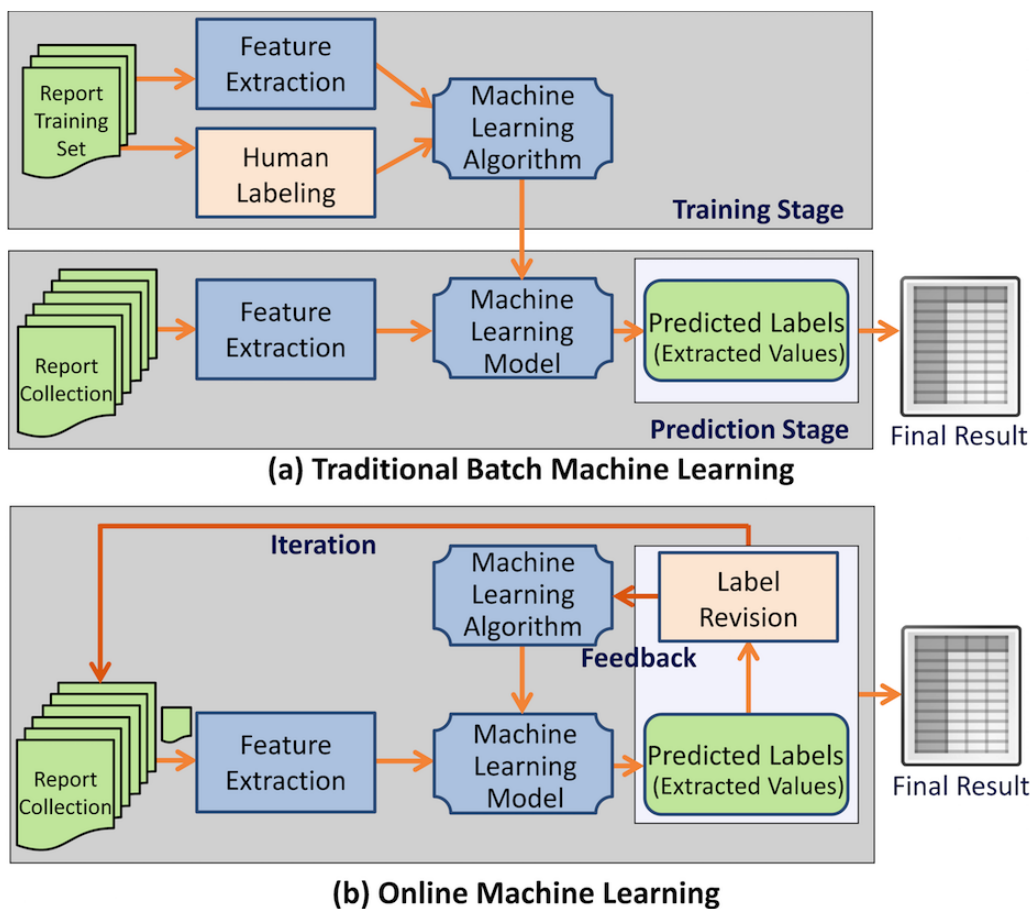 Report
Training
Set
Feature
Extraction
Human
Labeling
Machine
Learning
Algorithm
Training Stage
Report
Collection
Feature
Extraction
Machine
Learning
Model
Predicted Labels
(Extracted Values)
Prediction Stage
Final Result
(a) Traditional Batch Machine Learning
Iteration
Machine
Learning
Algorithm
Label
Revision
Feedback
Report
Collection
Feature
Extraction
Machine
Learning
Model
Predicted Labels
(Extracted Values)
Final Result
(b) Online Machine Learning